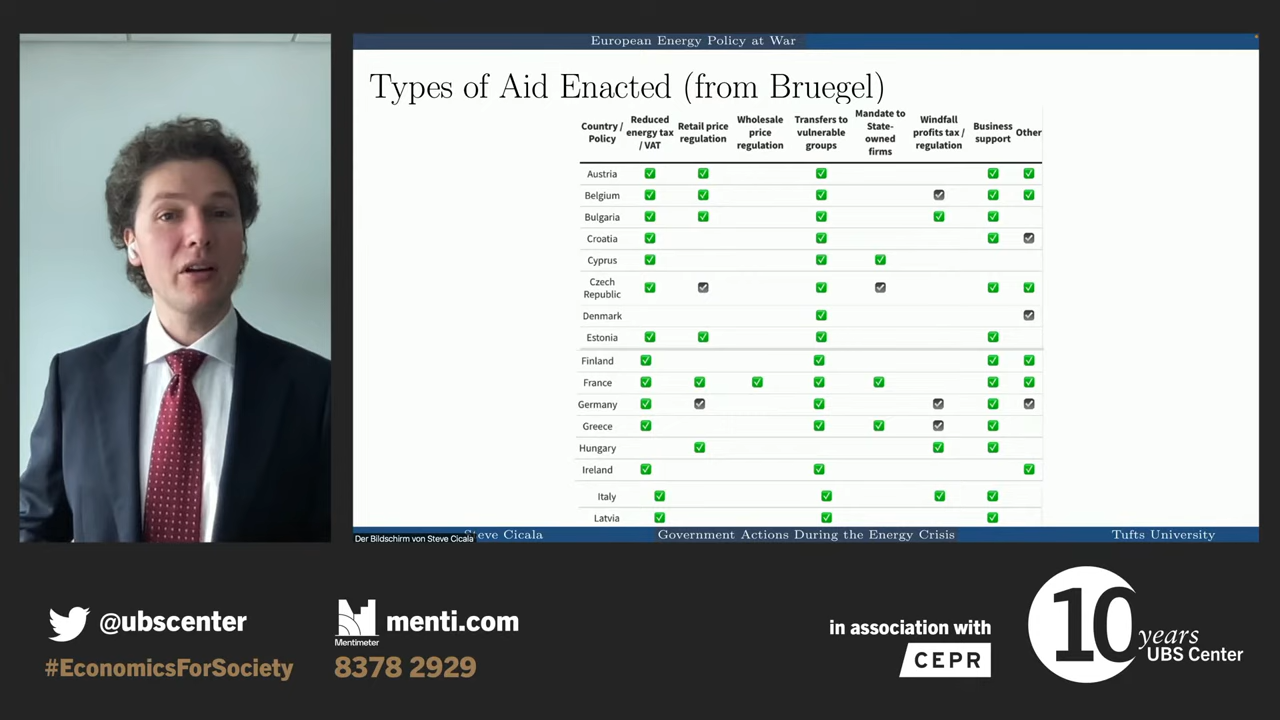 European Energy Policy at War
Types of Aid Enacted (from Bruegel)
Country / Policy
Reduced energy tax / VAT
Retail price regulation
Wholesale price regulation
Transfers to vulnerable groups
Mandate to State-owned firms
Windfall profits tax / regulation
Business support
Other
Austria
Belgium
Bulgaria
Croatia
Cyprus
Czech Republic
Denmark
Estonia
Finland
France
Germany
Greece
Hungary
Ireland
Italy
Latvia
Der Bildschirm von Steve Cicala
eve Cicala
Government Actions During the Energy Crisis
Tufts University
@ubscenter
#EconomicsForSociety
Mentimeter
menti.com
8378 2929
in association with
CEPR
10 years
UBS Center